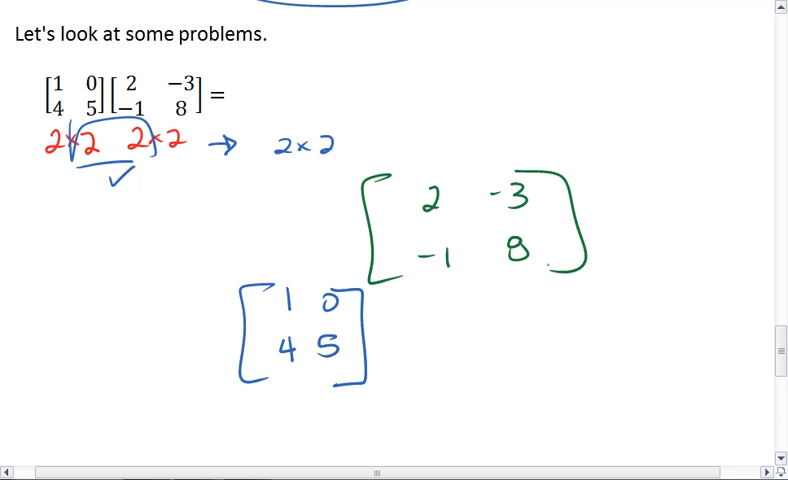 Let's look at some problems.
[1 0] [2 -3] =
[4 5] [-1 8]
2×2 2×2 → 2×2
✓
[2 -3]
[-1 8]
[1 0]
[4 5]